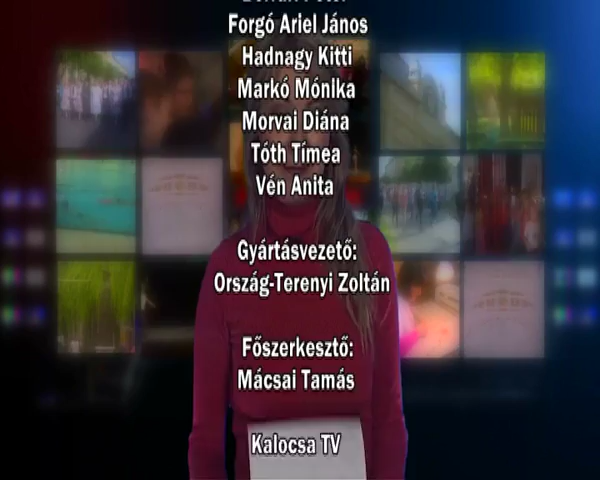 Forgó Ariel János
Hadnagy Kitti
Markó Mónika
Morvai Diána
Tóth Tímea
Vén Anita
Gyártásvezető:
Ország-Terenyi Zoltán
Főszerkesztő:
Mácsai Tamás
Kalocsa TV